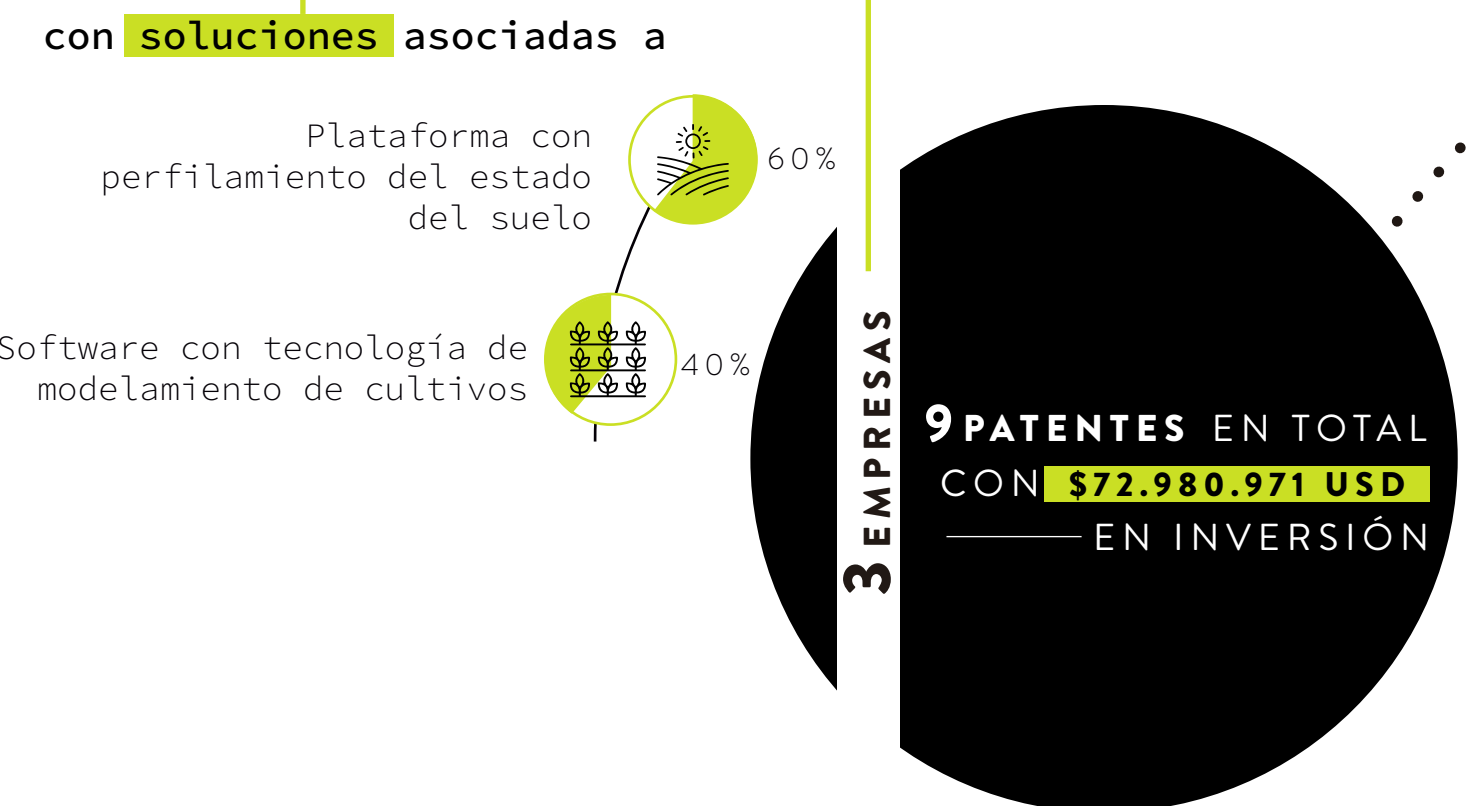 con soluciones asociadas a
Plataforma con
perfilamiento del estado
del suelo
60%
Software con tecnología de
modelamiento de cultivos
40%
3 EMPRESAS
9 PATENTES EN TOTAL
CON $72.980.971 USD
EN INVERSIÓN